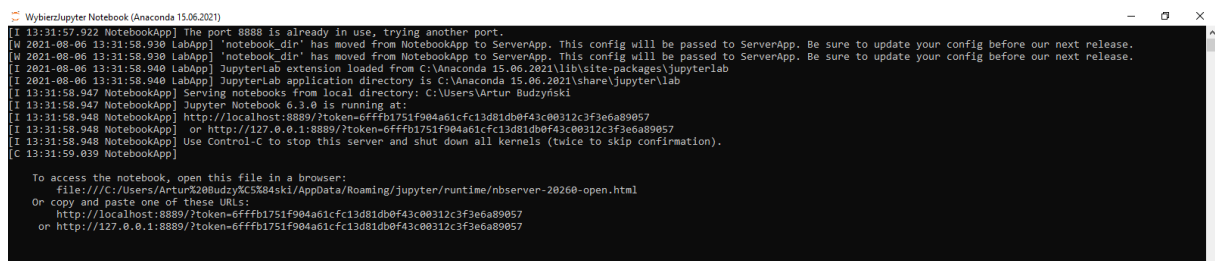 WybierzJupyter Notebook (Anaconda 15.06.2021)
[I 13:31:57.922 NotebookApp] The port 8888 is already in use, trying another port.
[W 2021-08-06 13:31:58.930 LabApp] 'notebook_dir' has moved from NotebookApp to ServerApp. This config will be passed to ServerApp. Be sure to update your config before our next release.
[W 2021-08-06 13:31:58.930 LabApp] 'notebook_dir' has moved from NotebookApp to ServerApp. This config will be passed to ServerApp. Be sure to update your config before our next release.
[I 2021-08-06 13:31:58.940 LabApp] JupyterLab extension loaded from C:\Anaconda 15.06.2021\lib\site-packages\jupyterlab
[I 2021-08-06 13:31:58.940 LabApp] JupyterLab application directory is C:\Anaconda 15.06.2021\share\jupyter\lab
[I 13:31:58.947 NotebookApp] Serving notebooks from local directory: C:\Users\Artur Budzyński
[I 13:31:58.947 NotebookApp] Jupyter Notebook 6.3.0 is running at:
[I 13:31:58.948 NotebookApp] http://localhost:8889/?token=6fffb1751f904a61cfc13d81db0f43c00312c3f3e6a89057
[I 13:31:58.948 NotebookApp]  or http://127.0.0.1:8889/?token=6fffb1751f904a61cfc13d81db0f43c00312c3f3e6a89057
[I 13:31:58.948 NotebookApp] Use Control-C to stop this server and shut down all kernels (twice to skip confirmation).
[C 13:31:59.039 NotebookApp]
To access the notebook, open this file in a browser:
file:///C:/Users/Artur%20Budzy%C5%84ski/AppData/Roaming/jupyter/runtime/nbserver-20260-open.html
Or copy and paste one of these URLs:
http://localhost:8889/?token=6fffb1751f904a61cfc13d81db0f43c00312c3f3e6a89057
or http://127.0.0.1:8889/?token=6fffb1751f904a61cfc13d81db0f43c00312c3f3e6a89057